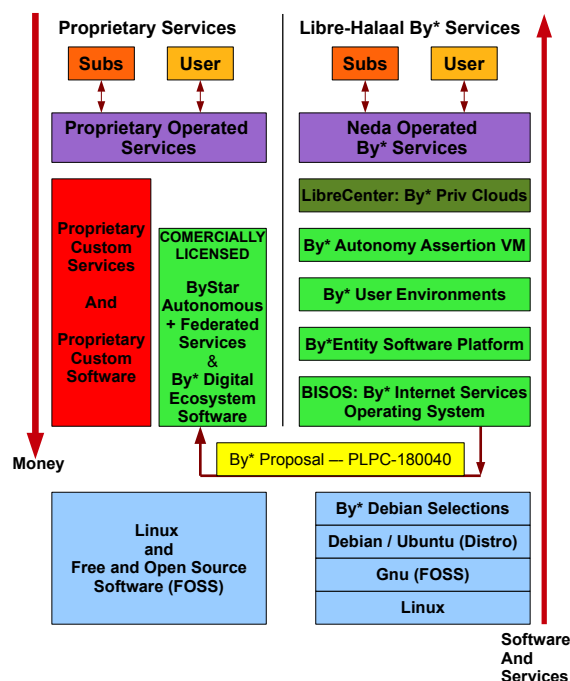 Proprietary Services
Subs
User
Proprietary Operated
Services
Proprietary
Custom
Services
And
Proprietary
Custom
Software
COMERCIALLY
LICENSED
ByStar
Autonomous
+ Federated
Services
&
By* Digital
Ecosystem
Software
Money
Linux
and
Free and Open Source
Software (FOSS)
Libre-Halaal By* Services
Subs
User
Neda Operated
By* Services
LibreCenter: By* Priv Clouds
By* Autonomy Assertion VM
By* User Environments
By*Entity Software Platform
BISOS: By* Internet Services
Operating System
By* Proposal –- PLPC-180040
By* Debian Selections
Debian / Ubuntu (Distro)
Gnu (FOSS)
Linux
Software
And
Services